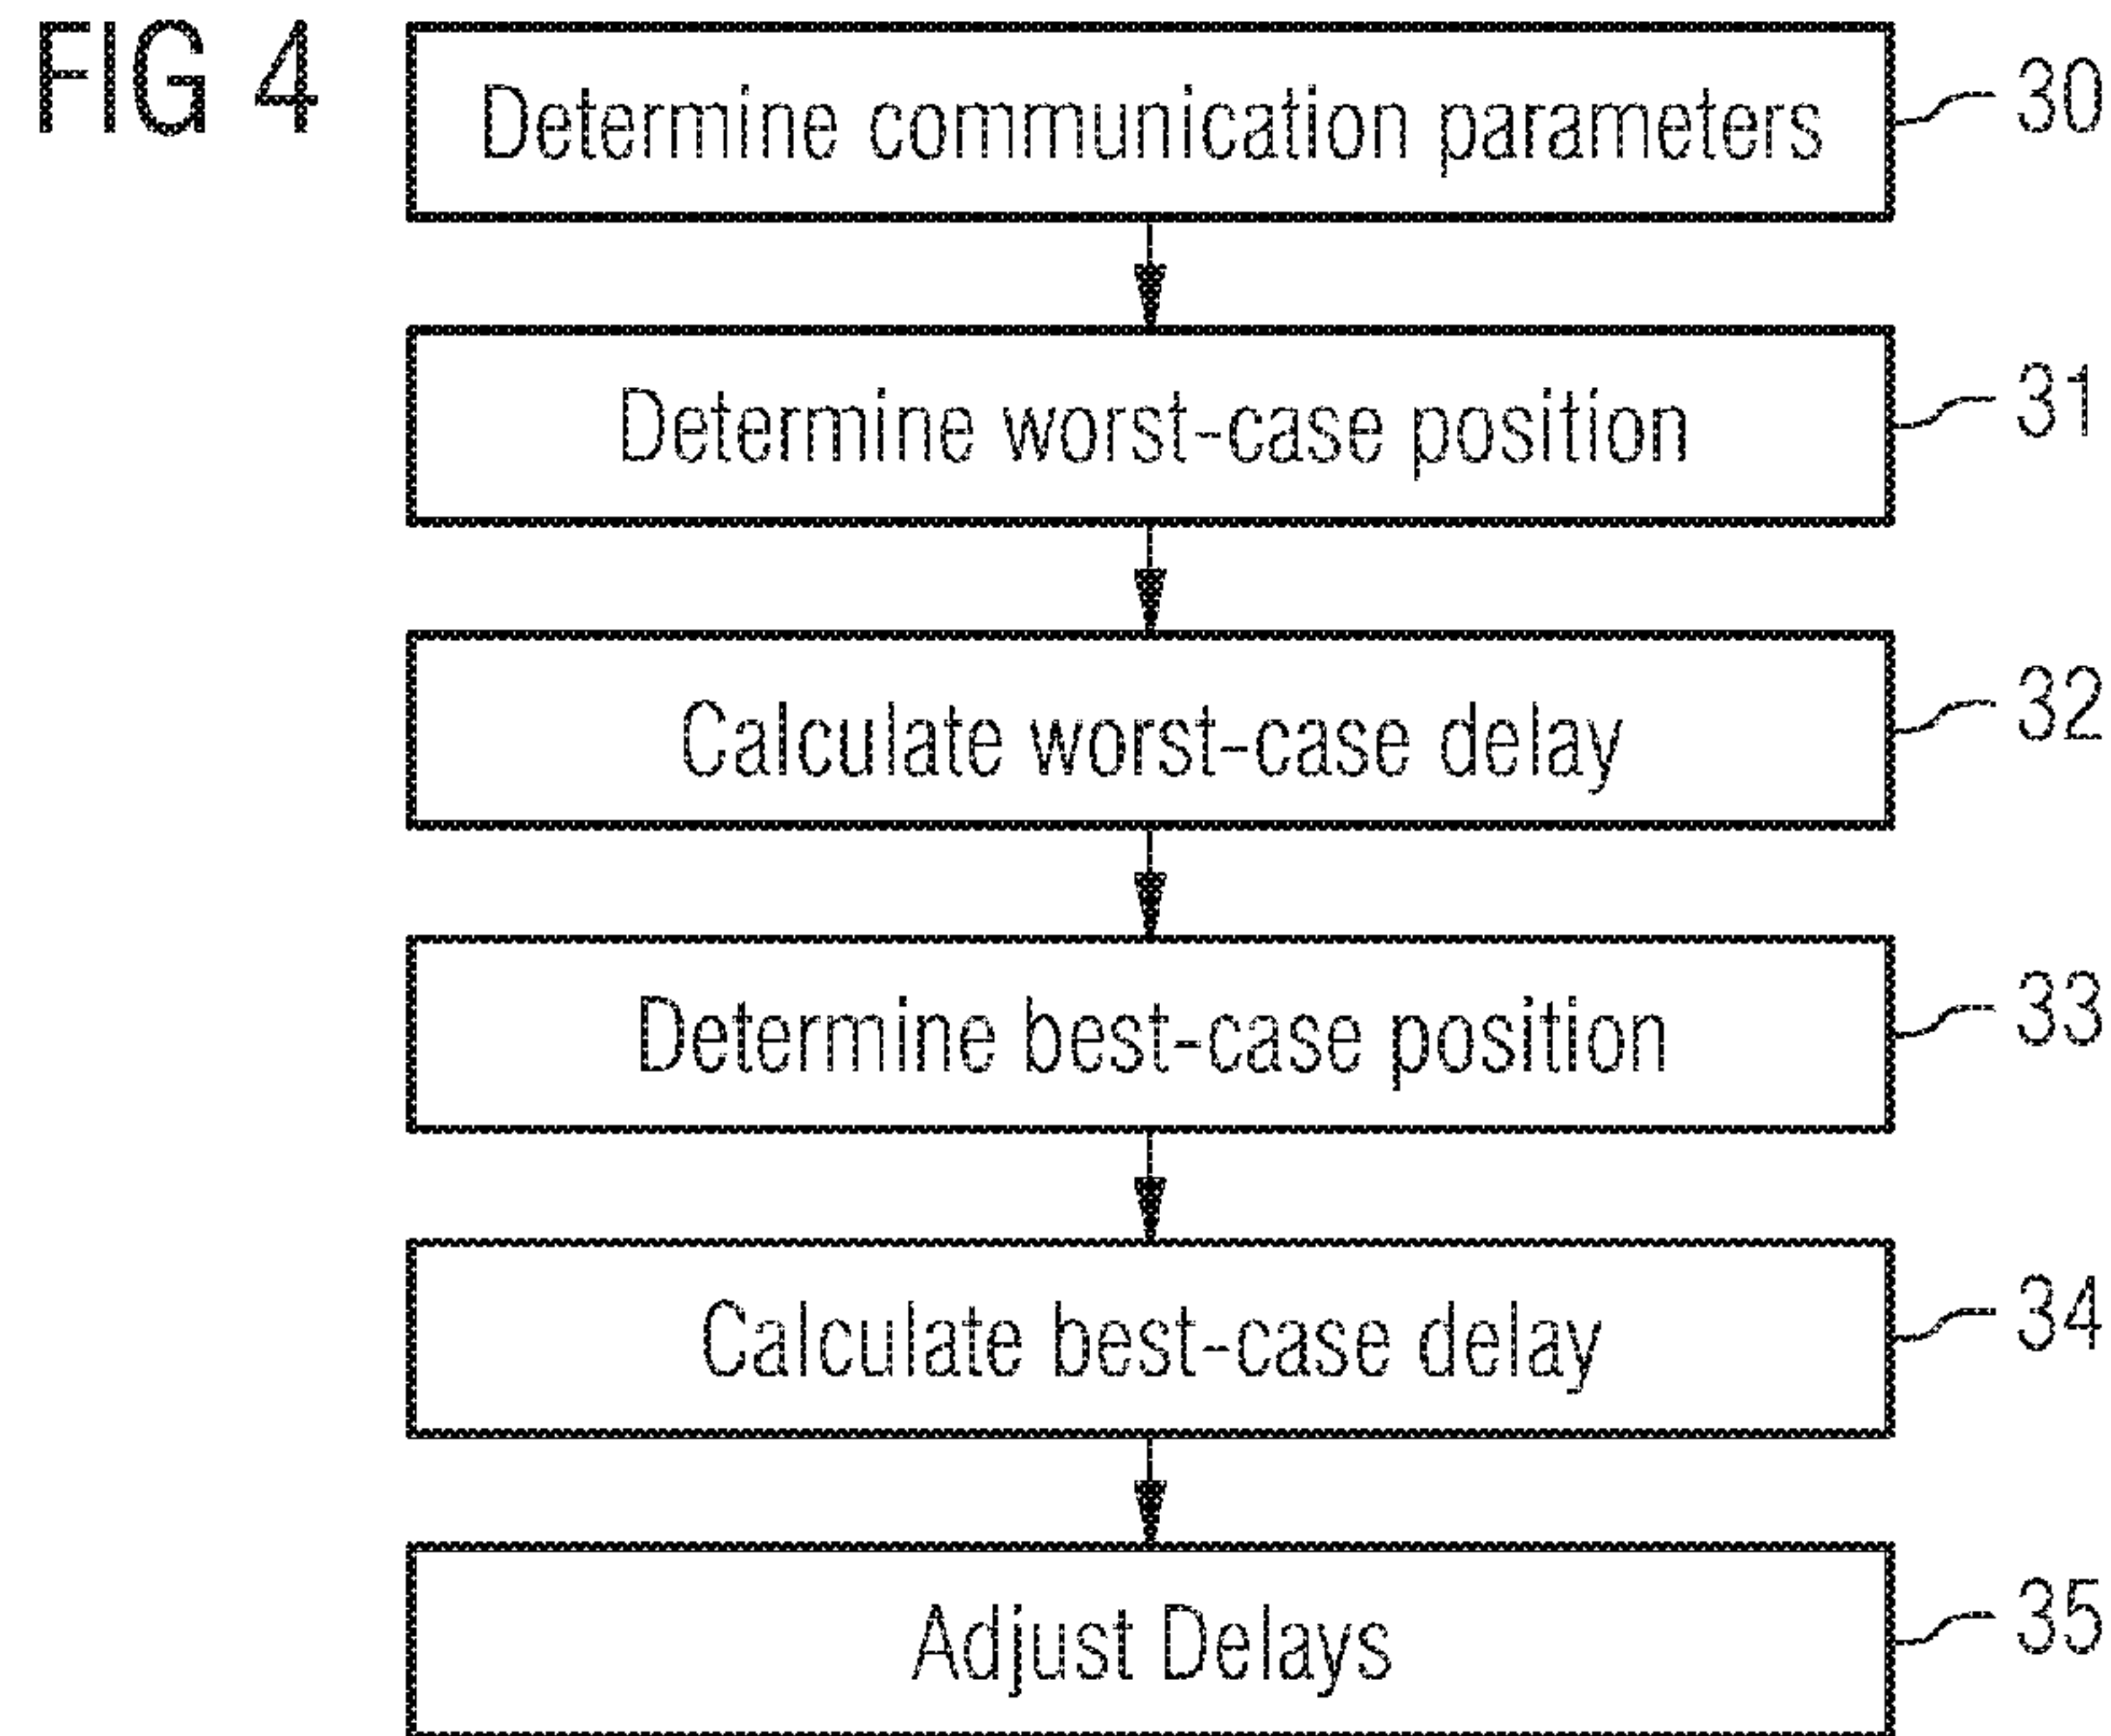 FIG 4
Determine communication parameters
30
Determine worst-case position
31
Calculate worst-case delay
32
Determine best-case position
33
Calculate best-case delay
34
Adjust Delays
35